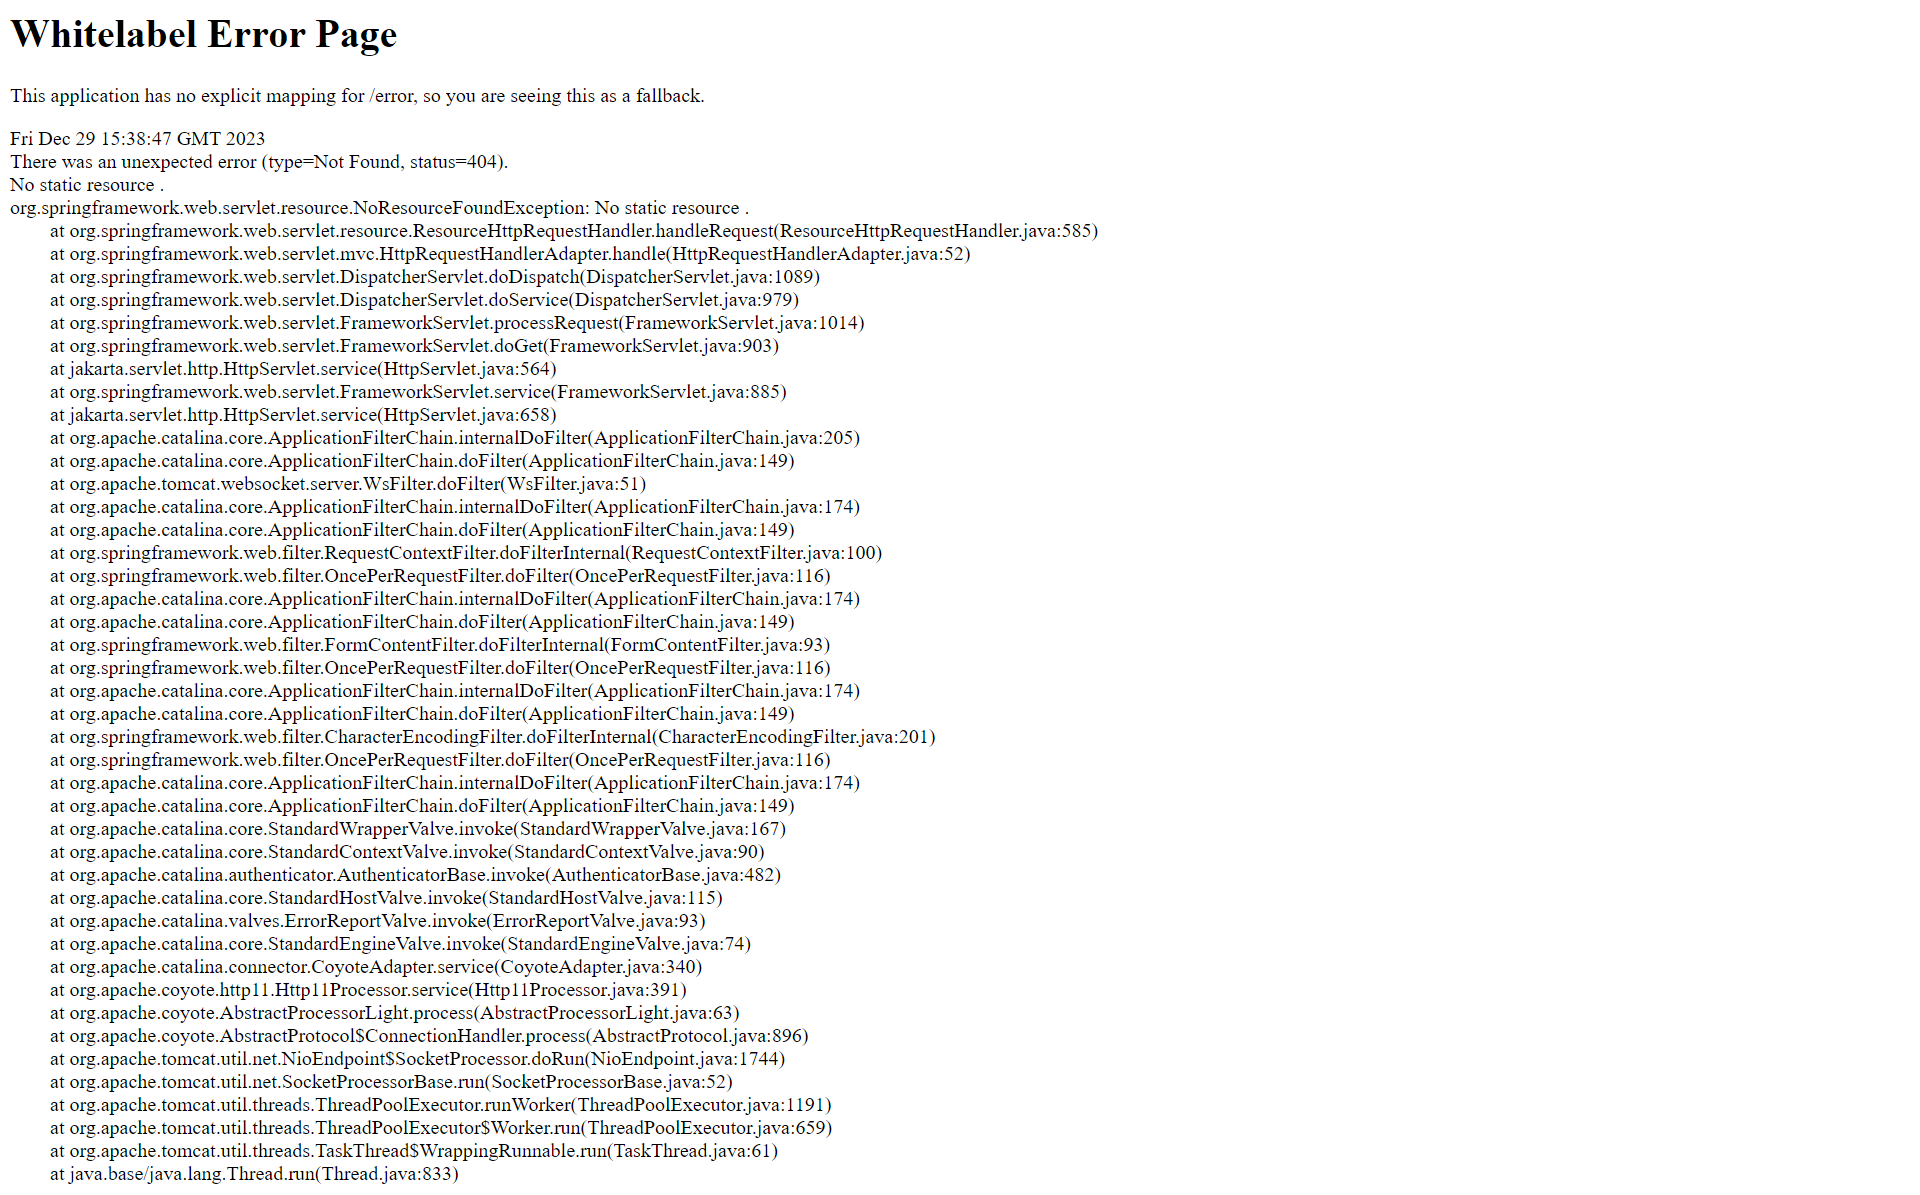 Whitelabel Error Page
This application has no explicit mapping for /error, so you are seeing this as a fallback.
Fri Dec 29 15:38:47 GMT 2023
There was an unexpected error (type=Not Found, status=404).
No static resource .
org.springframework.web.servlet.resource.NoResourceFoundException: No static resource .
at org.springframework.web.servlet.resource.ResourceHttpRequestHandler.handleRequest(ResourceHttpRequestHandler.java:585)
at org.springframework.web.servlet.mvc.HttpRequestHandlerAdapter.handle(HttpRequestHandlerAdapter.java:52)
at org.springframework.web.servlet.DispatcherServlet.doDispatch(DispatcherServlet.java:1089)
at org.springframework.web.servlet.DispatcherServlet.doService(DispatcherServlet.java:979)
at org.springframework.web.servlet.FrameworkServlet.processRequest(FrameworkServlet.java:1014)
at org.springframework.web.servlet.FrameworkServlet.doGet(FrameworkServlet.java:903)
at jakarta.servlet.http.HttpServlet.service(HttpServlet.java:564)
at org.springframework.web.servlet.FrameworkServlet.service(FrameworkServlet.java:885)
at jakarta.servlet.http.HttpServlet.service(HttpServlet.java:658)
at org.apache.catalina.core.ApplicationFilterChain.internalDoFilter(ApplicationFilterChain.java:205)
at org.apache.catalina.core.ApplicationFilterChain.doFilter(ApplicationFilterChain.java:149)
at org.apache.tomcat.websocket.server.WsFilter.doFilter(WsFilter.java:51)
at org.apache.catalina.core.ApplicationFilterChain.internalDoFilter(ApplicationFilterChain.java:174)
at org.apache.catalina.core.ApplicationFilterChain.doFilter(ApplicationFilterChain.java:149)
at org.springframework.web.filter.RequestContextFilter.doFilterInternal(RequestContextFilter.java:100)
at org.springframework.web.filter.OncePerRequestFilter.doFilter(OncePerRequestFilter.java:116)
at org.apache.catalina.core.ApplicationFilterChain.internalDoFilter(ApplicationFilterChain.java:174)
at org.apache.catalina.core.ApplicationFilterChain.doFilter(ApplicationFilterChain.java:149)
at org.springframework.web.filter.FormContentFilter.doFilterInternal(FormContentFilter.java:93)
at org.springframework.web.filter.OncePerRequestFilter.doFilter(OncePerRequestFilter.java:116)
at org.apache.catalina.core.ApplicationFilterChain.internalDoFilter(ApplicationFilterChain.java:174)
at org.apache.catalina.core.ApplicationFilterChain.doFilter(ApplicationFilterChain.java:149)
at org.springframework.web.filter.CharacterEncodingFilter.doFilterInternal(CharacterEncodingFilter.java:201)
at org.springframework.web.filter.OncePerRequestFilter.doFilter(OncePerRequestFilter.java:116)
at org.apache.catalina.core.ApplicationFilterChain.internalDoFilter(ApplicationFilterChain.java:174)
at org.apache.catalina.core.ApplicationFilterChain.doFilter(ApplicationFilterChain.java:149)
at org.apache.catalina.core.StandardWrapperValve.invoke(StandardWrapperValve.java:167)
at org.apache.catalina.core.StandardContextValve.invoke(StandardContextValve.java:90)
at org.apache.catalina.authenticator.AuthenticatorBase.invoke(AuthenticatorBase.java:482)
at org.apache.catalina.core.StandardHostValve.invoke(StandardHostValve.java:115)
at org.apache.catalina.valves.ErrorReportValve.invoke(ErrorReportValve.java:93)
at org.apache.catalina.core.StandardEngineValve.invoke(StandardEngineValve.java:74)
at org.apache.catalina.connector.CoyoteAdapter.service(CoyoteAdapter.java:340)
at org.apache.coyote.http11.Http11Processor.service(Http11Processor.java:391)
at org.apache.coyote.AbstractProcessorLight.process(AbstractProcessorLight.java:63)
at org.apache.coyote.AbstractProtocol$ConnectionHandler.process(AbstractProtocol.java:896)
at org.apache.tomcat.util.net.NioEndpoint$SocketProcessor.doRun(NioEndpoint.java:1744)
at org.apache.tomcat.util.net.SocketProcessorBase.run(SocketProcessorBase.java:52)
at org.apache.tomcat.util.threads.ThreadPoolExecutor.runWorker(ThreadPoolExecutor.java:1191)
at org.apache.tomcat.util.threads.ThreadPoolExecutor$Worker.run(ThreadPoolExecutor.java:659)
at org.apache.tomcat.util.threads.TaskThread$WrappingRunnable.run(TaskThread.java:61)
at java.base/java.lang.Thread.run(Thread.java:833)